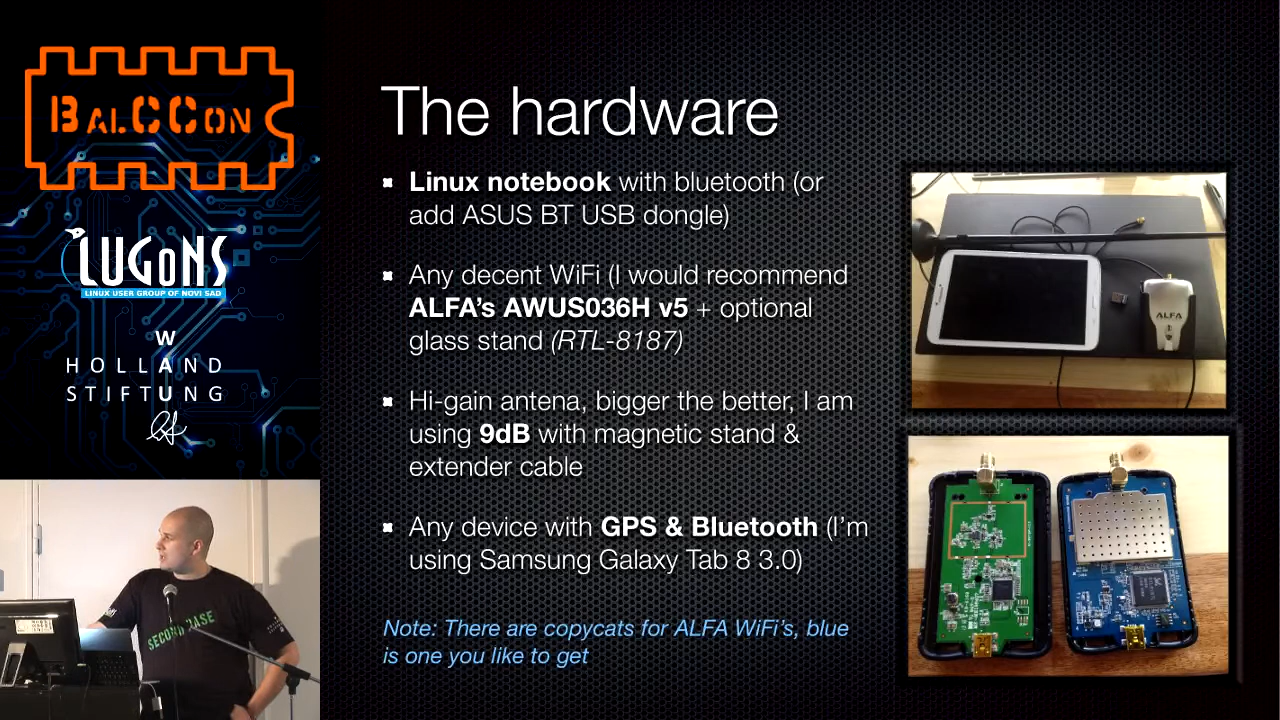 BALCCON
LUGONS
LINUX USER GROUP OF NOVI SAD
W
HOLLAND
STIFTUNG
The hardware
Linux notebook with bluetooth (or
add ASUS BT USB dongle)
Any decent WiFi (I would recommend
ALFA's AWUS036H v5 + optional
glass stand (RTL-8187)
Hi-gain antena, bigger the better, I am
using 9dB with magnetic stand &
extender cable
Any device with GPS & Bluetooth (I'm
using Samsung Galaxy Tab 8 3.0)
Note: There are copycats for ALFA WiFi's, blue
is one you like to get
ALFA